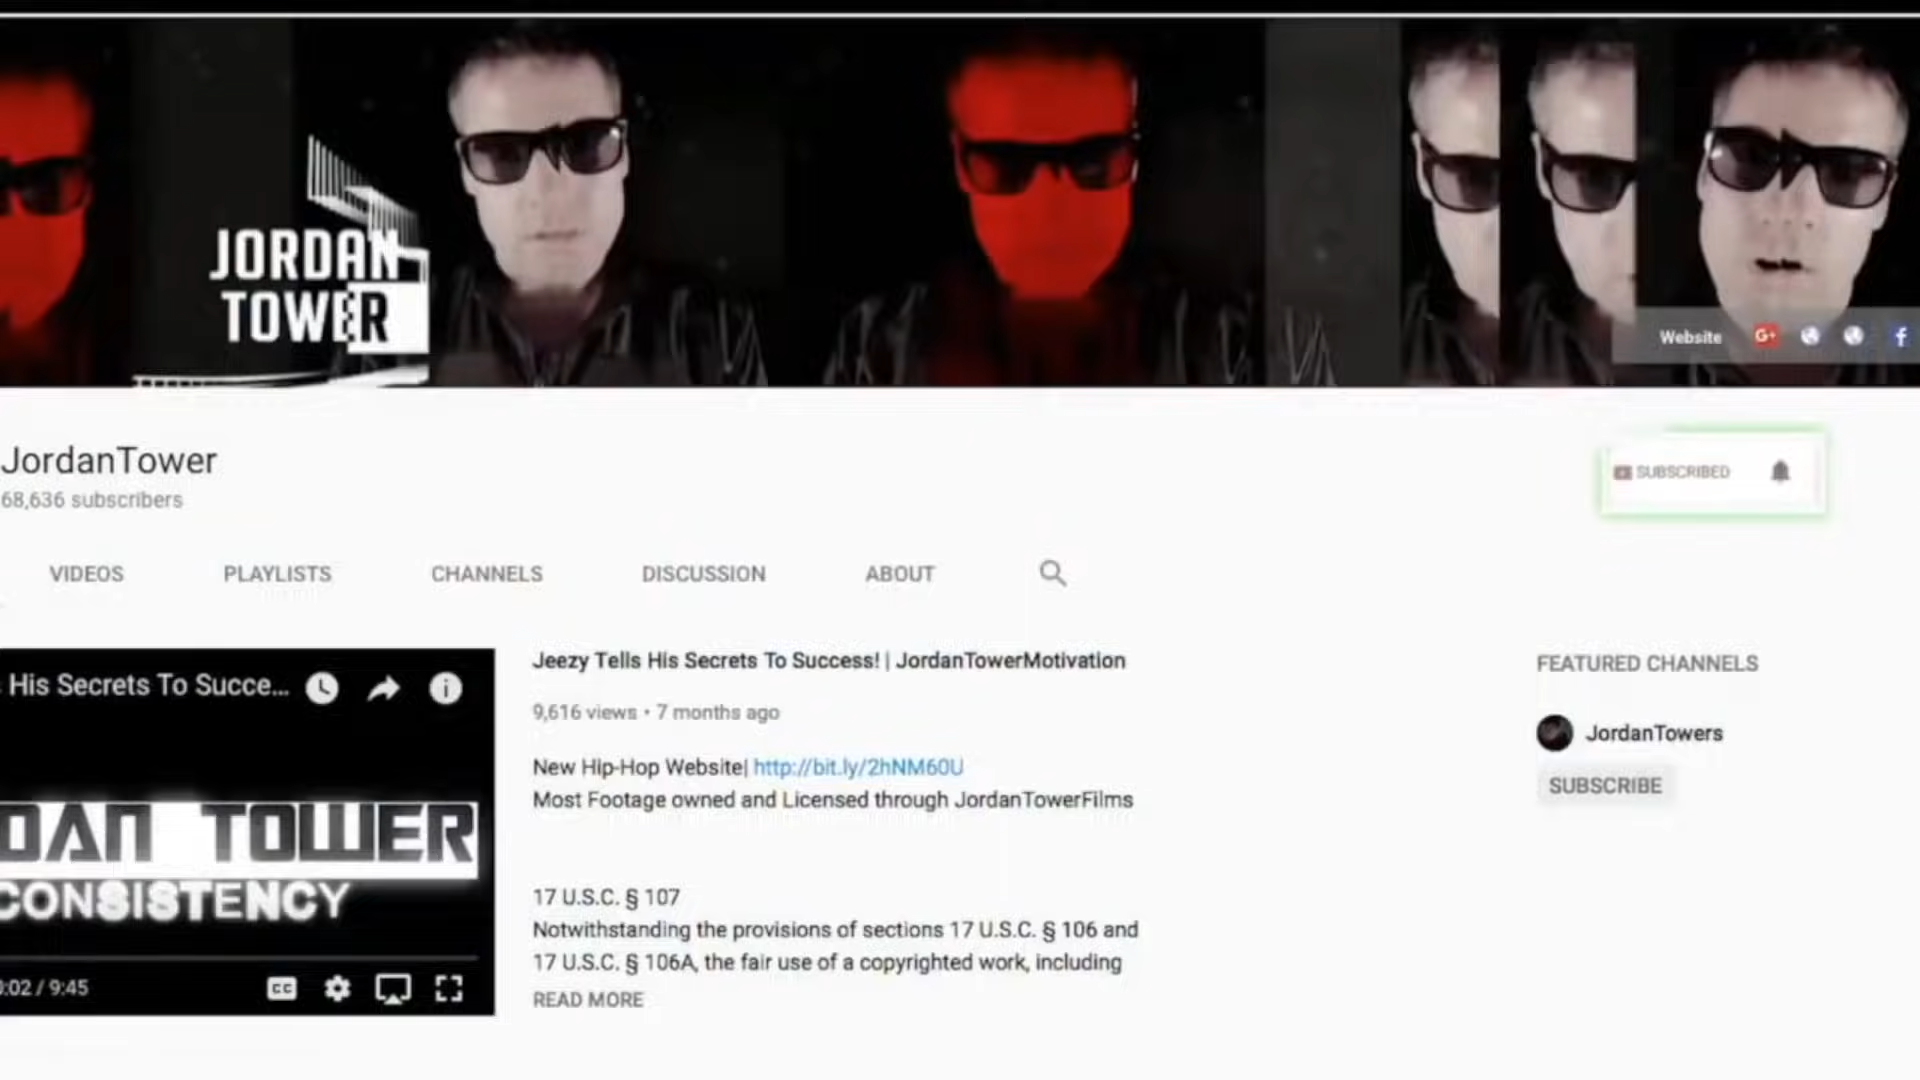 JORDAN
TOWER
Website
G+
f
JordanTower
68,636 subscribers
SUBSCRIBED
VIDEOS
PLAYLISTS
CHANNELS
DISCUSSION
ABOUT
His Secrets To Succe...
DAN TOWER
CONSISTENCY
:02 / 9:45
CC
Jeezy Tells His Secrets To Success! | JordanTowerMotivation
9,616 views • 7 months ago
New Hip-Hop Website| http://bit.ly/2hNM60U
Most Footage owned and Licensed through JordanTowerFilms
17 U.S.C. § 107
Notwithstanding the provisions of sections 17 U.S.C. § 106 and
17 U.S.C. § 106A, the fair use of a copyrighted work, including
READ MORE
FEATURED CHANNELS
JordanTowers
SUBSCRIBE